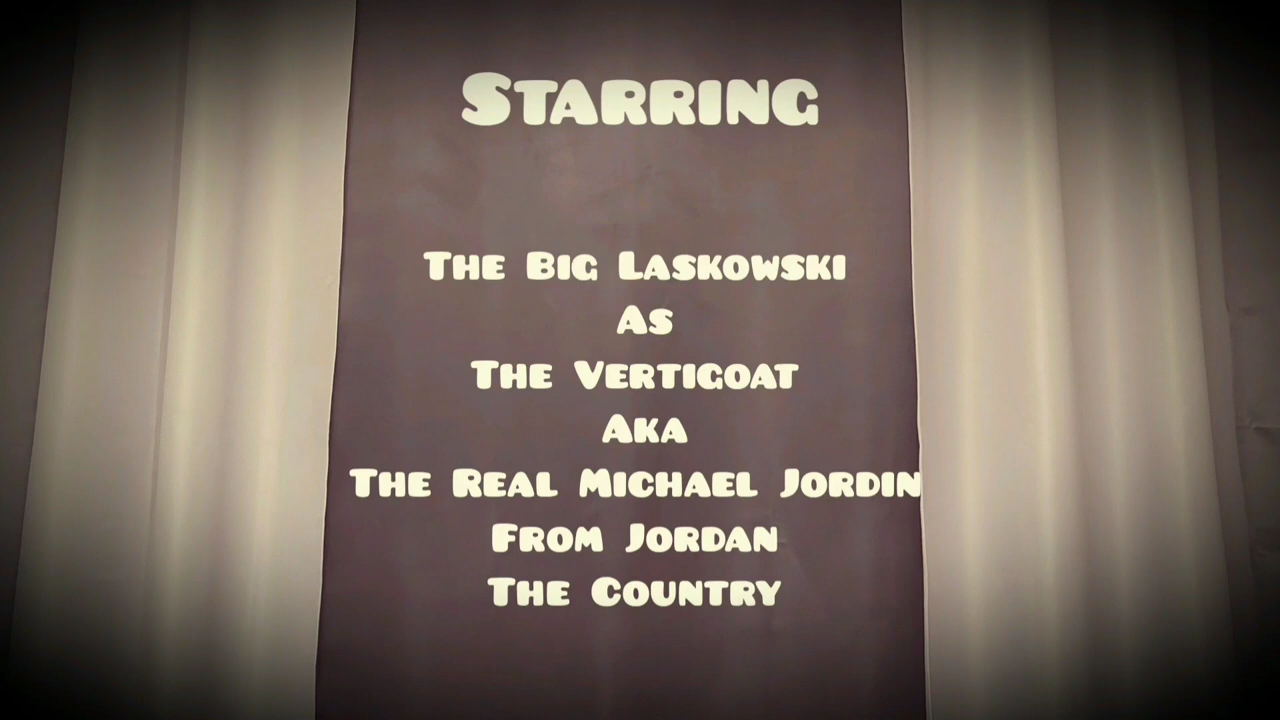 Starring
The Big Laskowski
As
The Vertigoat
Aka
The Real Michael Jordin
From Jordan
The Country